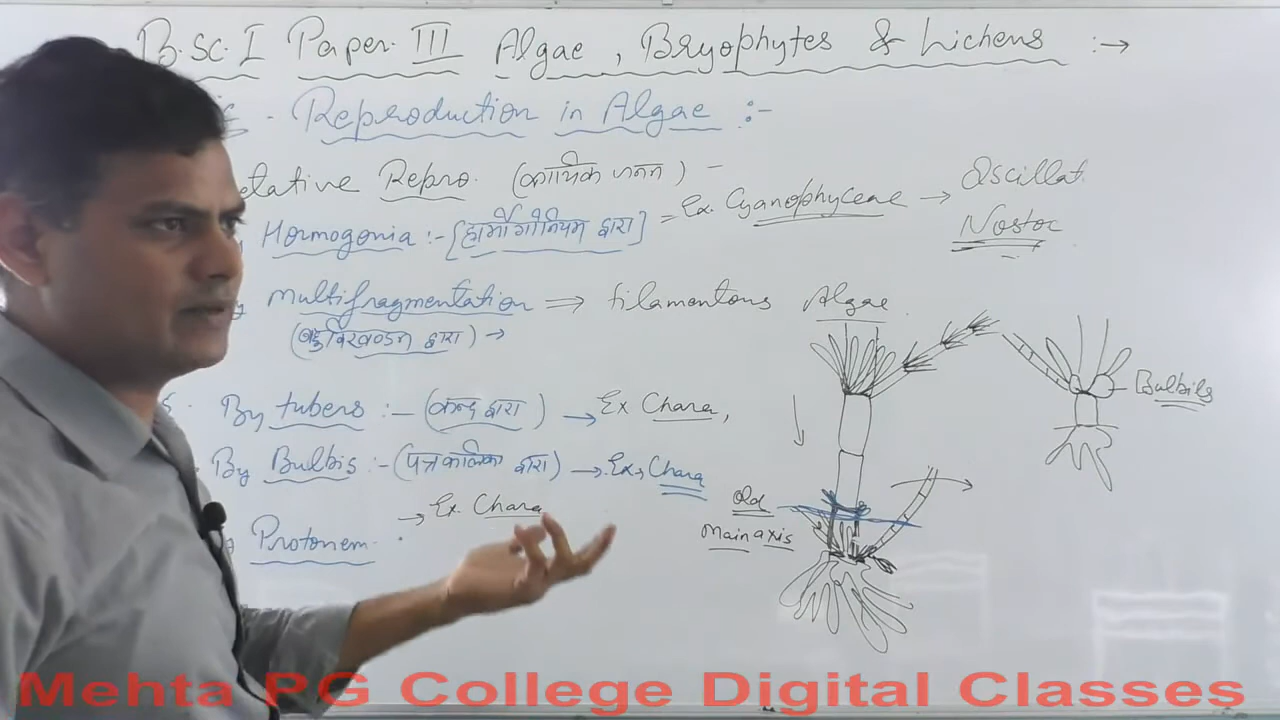 B.Sc. I Paper. III Algae, Bryophytes & Lichens :→
- Reproduction in Algae :-
etative Repro. (कायिक जनन) -
Hormogonia :- [हार्मोगोनियम द्वारा] = Ex. Cyanophyceae → Oscillat.
Nostoc
Multifragmentation ⇒ filamentous Algae.
(बहुविखण्डन द्वारा) →
By tubers :- (कन्द द्वारा) → Ex Chara,
Bulbils
By Bulbis :- (पत्रकलिका द्वारा) → Ex, Chara
Old
Main axis
→ Ex. Chara
Protonem.
Mehta PG College Digital Classes